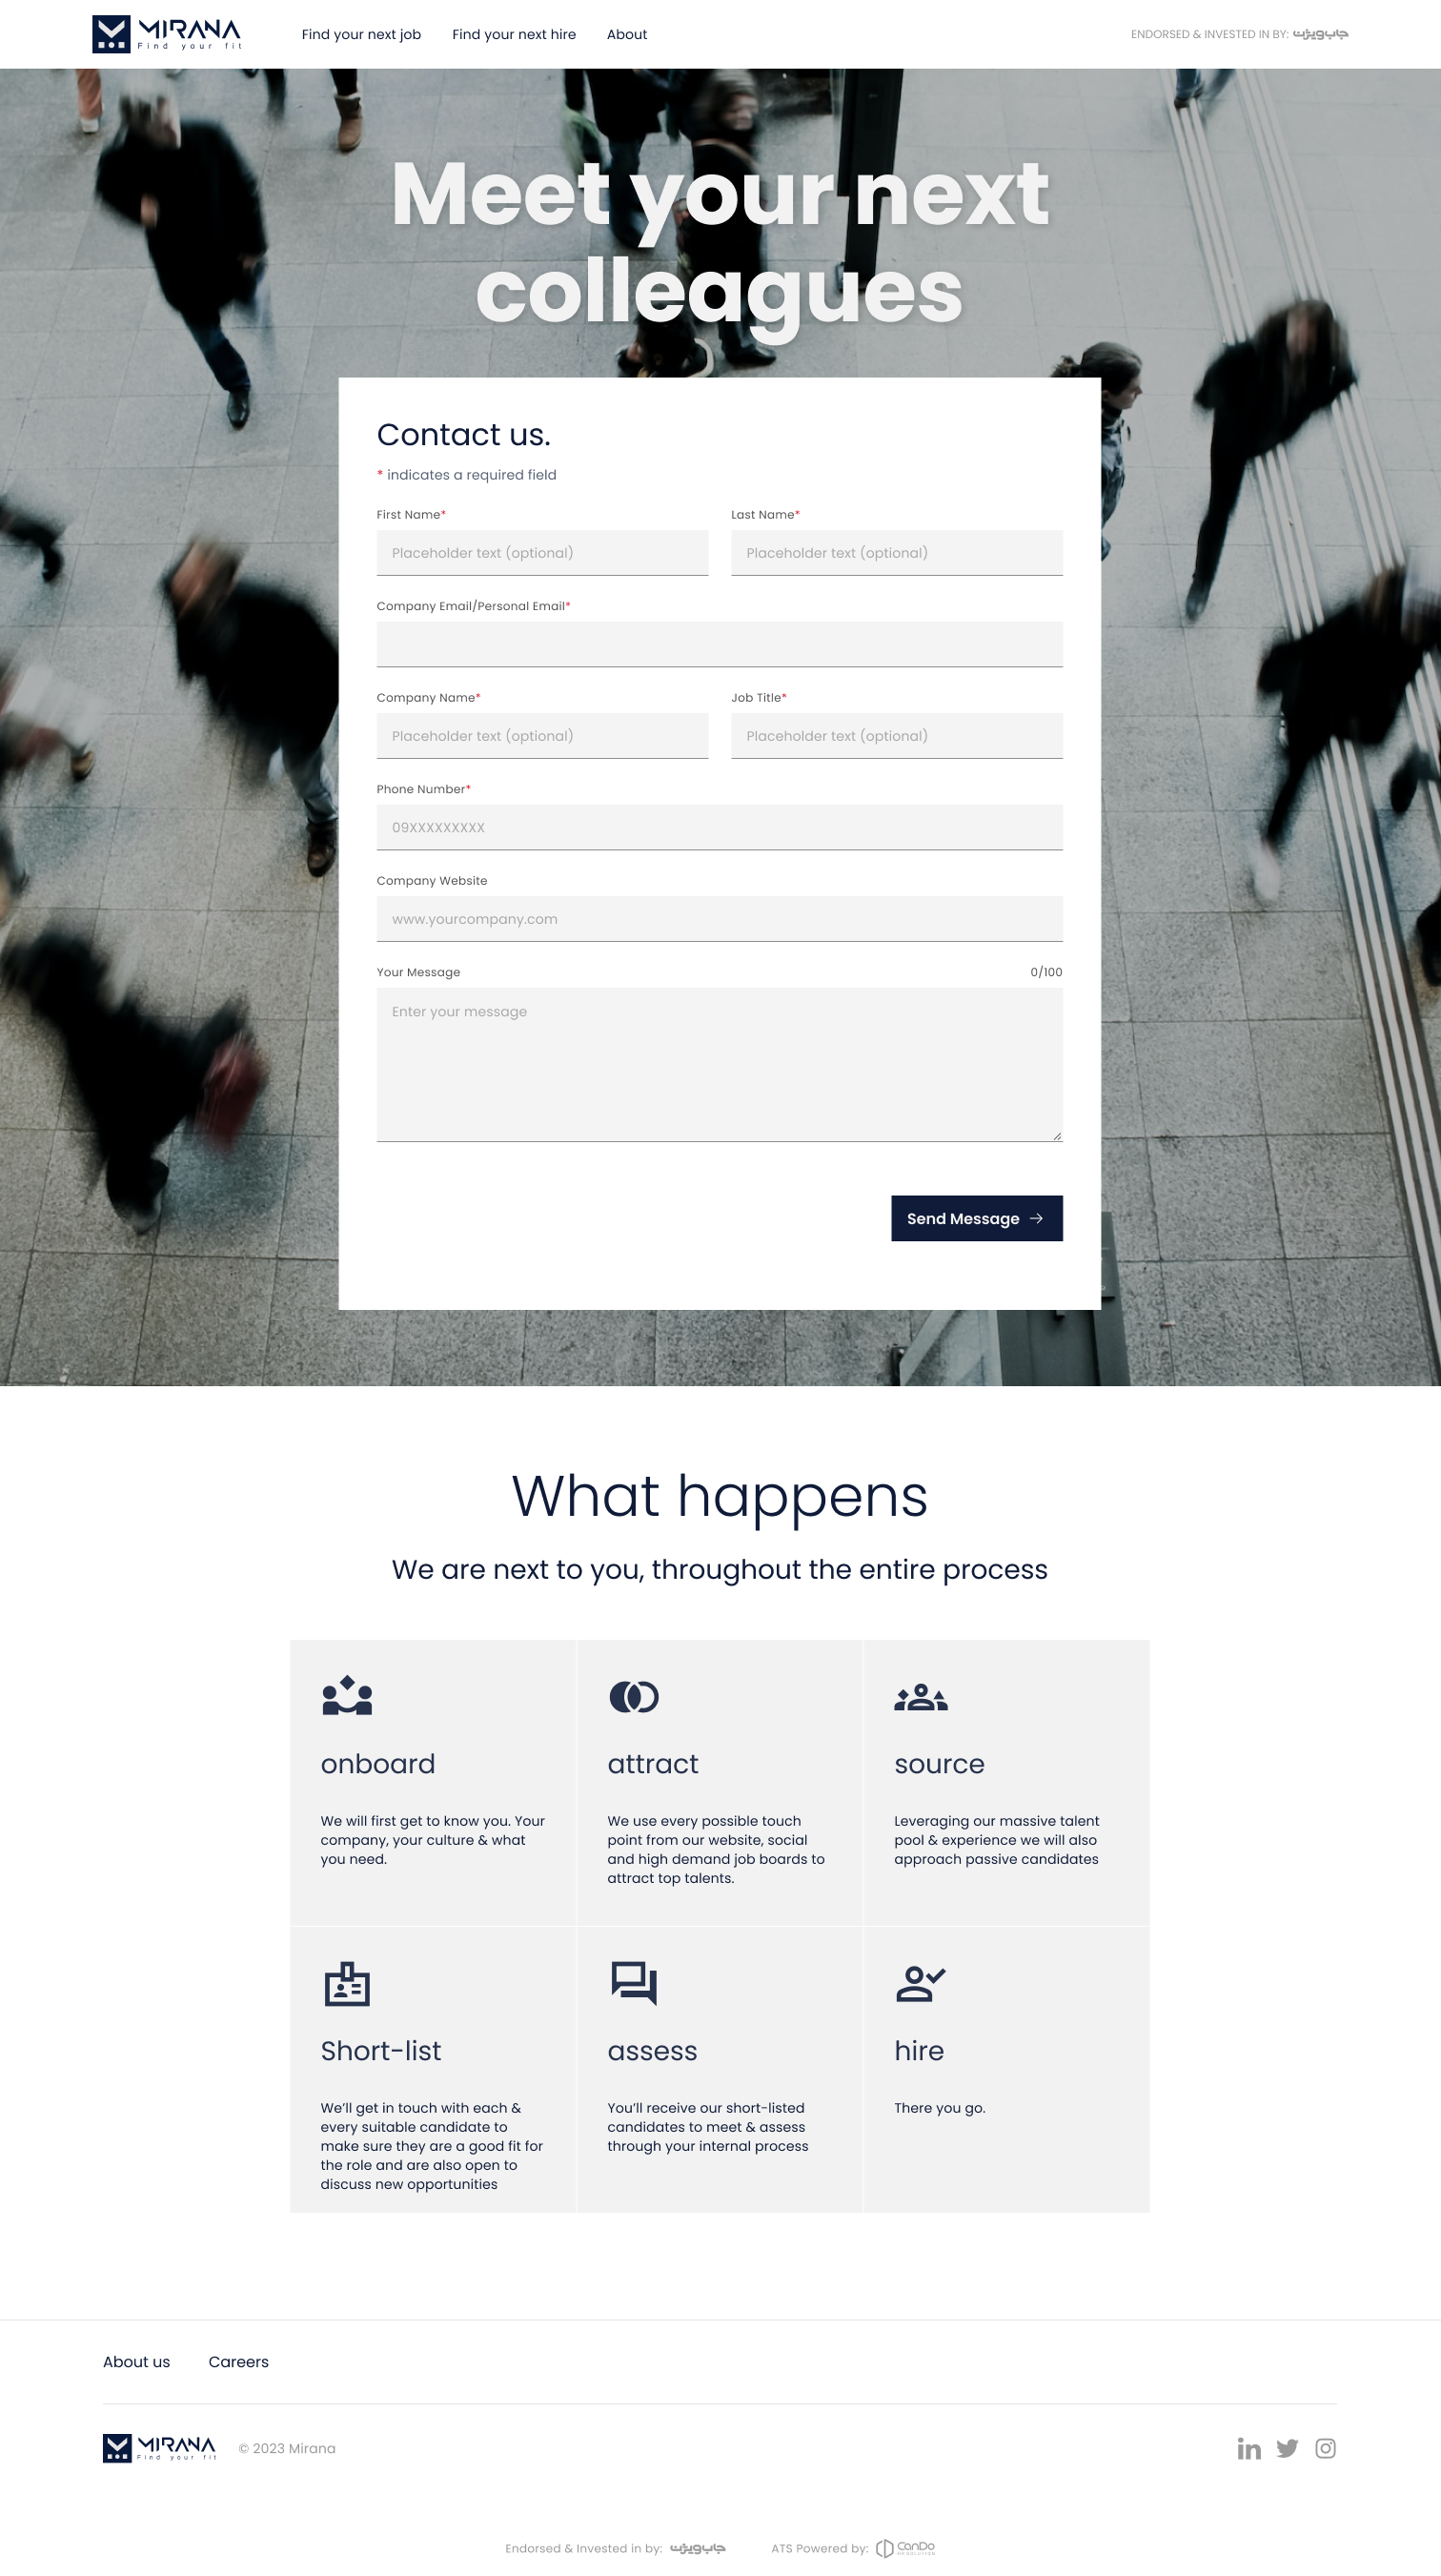 MIRANA
Find your fit
Find your next job
Find your next hire
About
ENDORSED & INVESTED IN BY: جاب‌ویژن
Meet your next
colleagues
Contact us.
* indicates a required field
First Name*
Last Name*
Placeholder text (optional)
Placeholder text (optional)
Company Email/Personal Email*
Company Name*
Job Title*
Placeholder text (optional)
Placeholder text (optional)
Phone Number*
09XXXXXXXXX
Company Website
www.yourcompany.com
Your Message
0/100
Enter your message
Send Message
What happens
We are next to you, throughout the entire process
onboard
We will first get to know you. Your
company, your culture & what
you need.
attract
We use every possible touch
point from our website, social
and high demand job boards to
attract top talents.
source
Leveraging our massive talent
pool & experience we will also
approach passive candidates
Short-list
We’ll get in touch with each &
every suitable candidate to
make sure they are a good fit for
the role and are also open to
discuss new opportunities
assess
You’ll receive our short-listed
candidates to meet & assess
through your internal process
hire
There you go.
About us
Careers
MIRANA
Find your fit
© 2023 Mirana
Endorsed & Invested in by: جاب‌ویژن
ATS Powered by: CanDo
HR SOLUTION